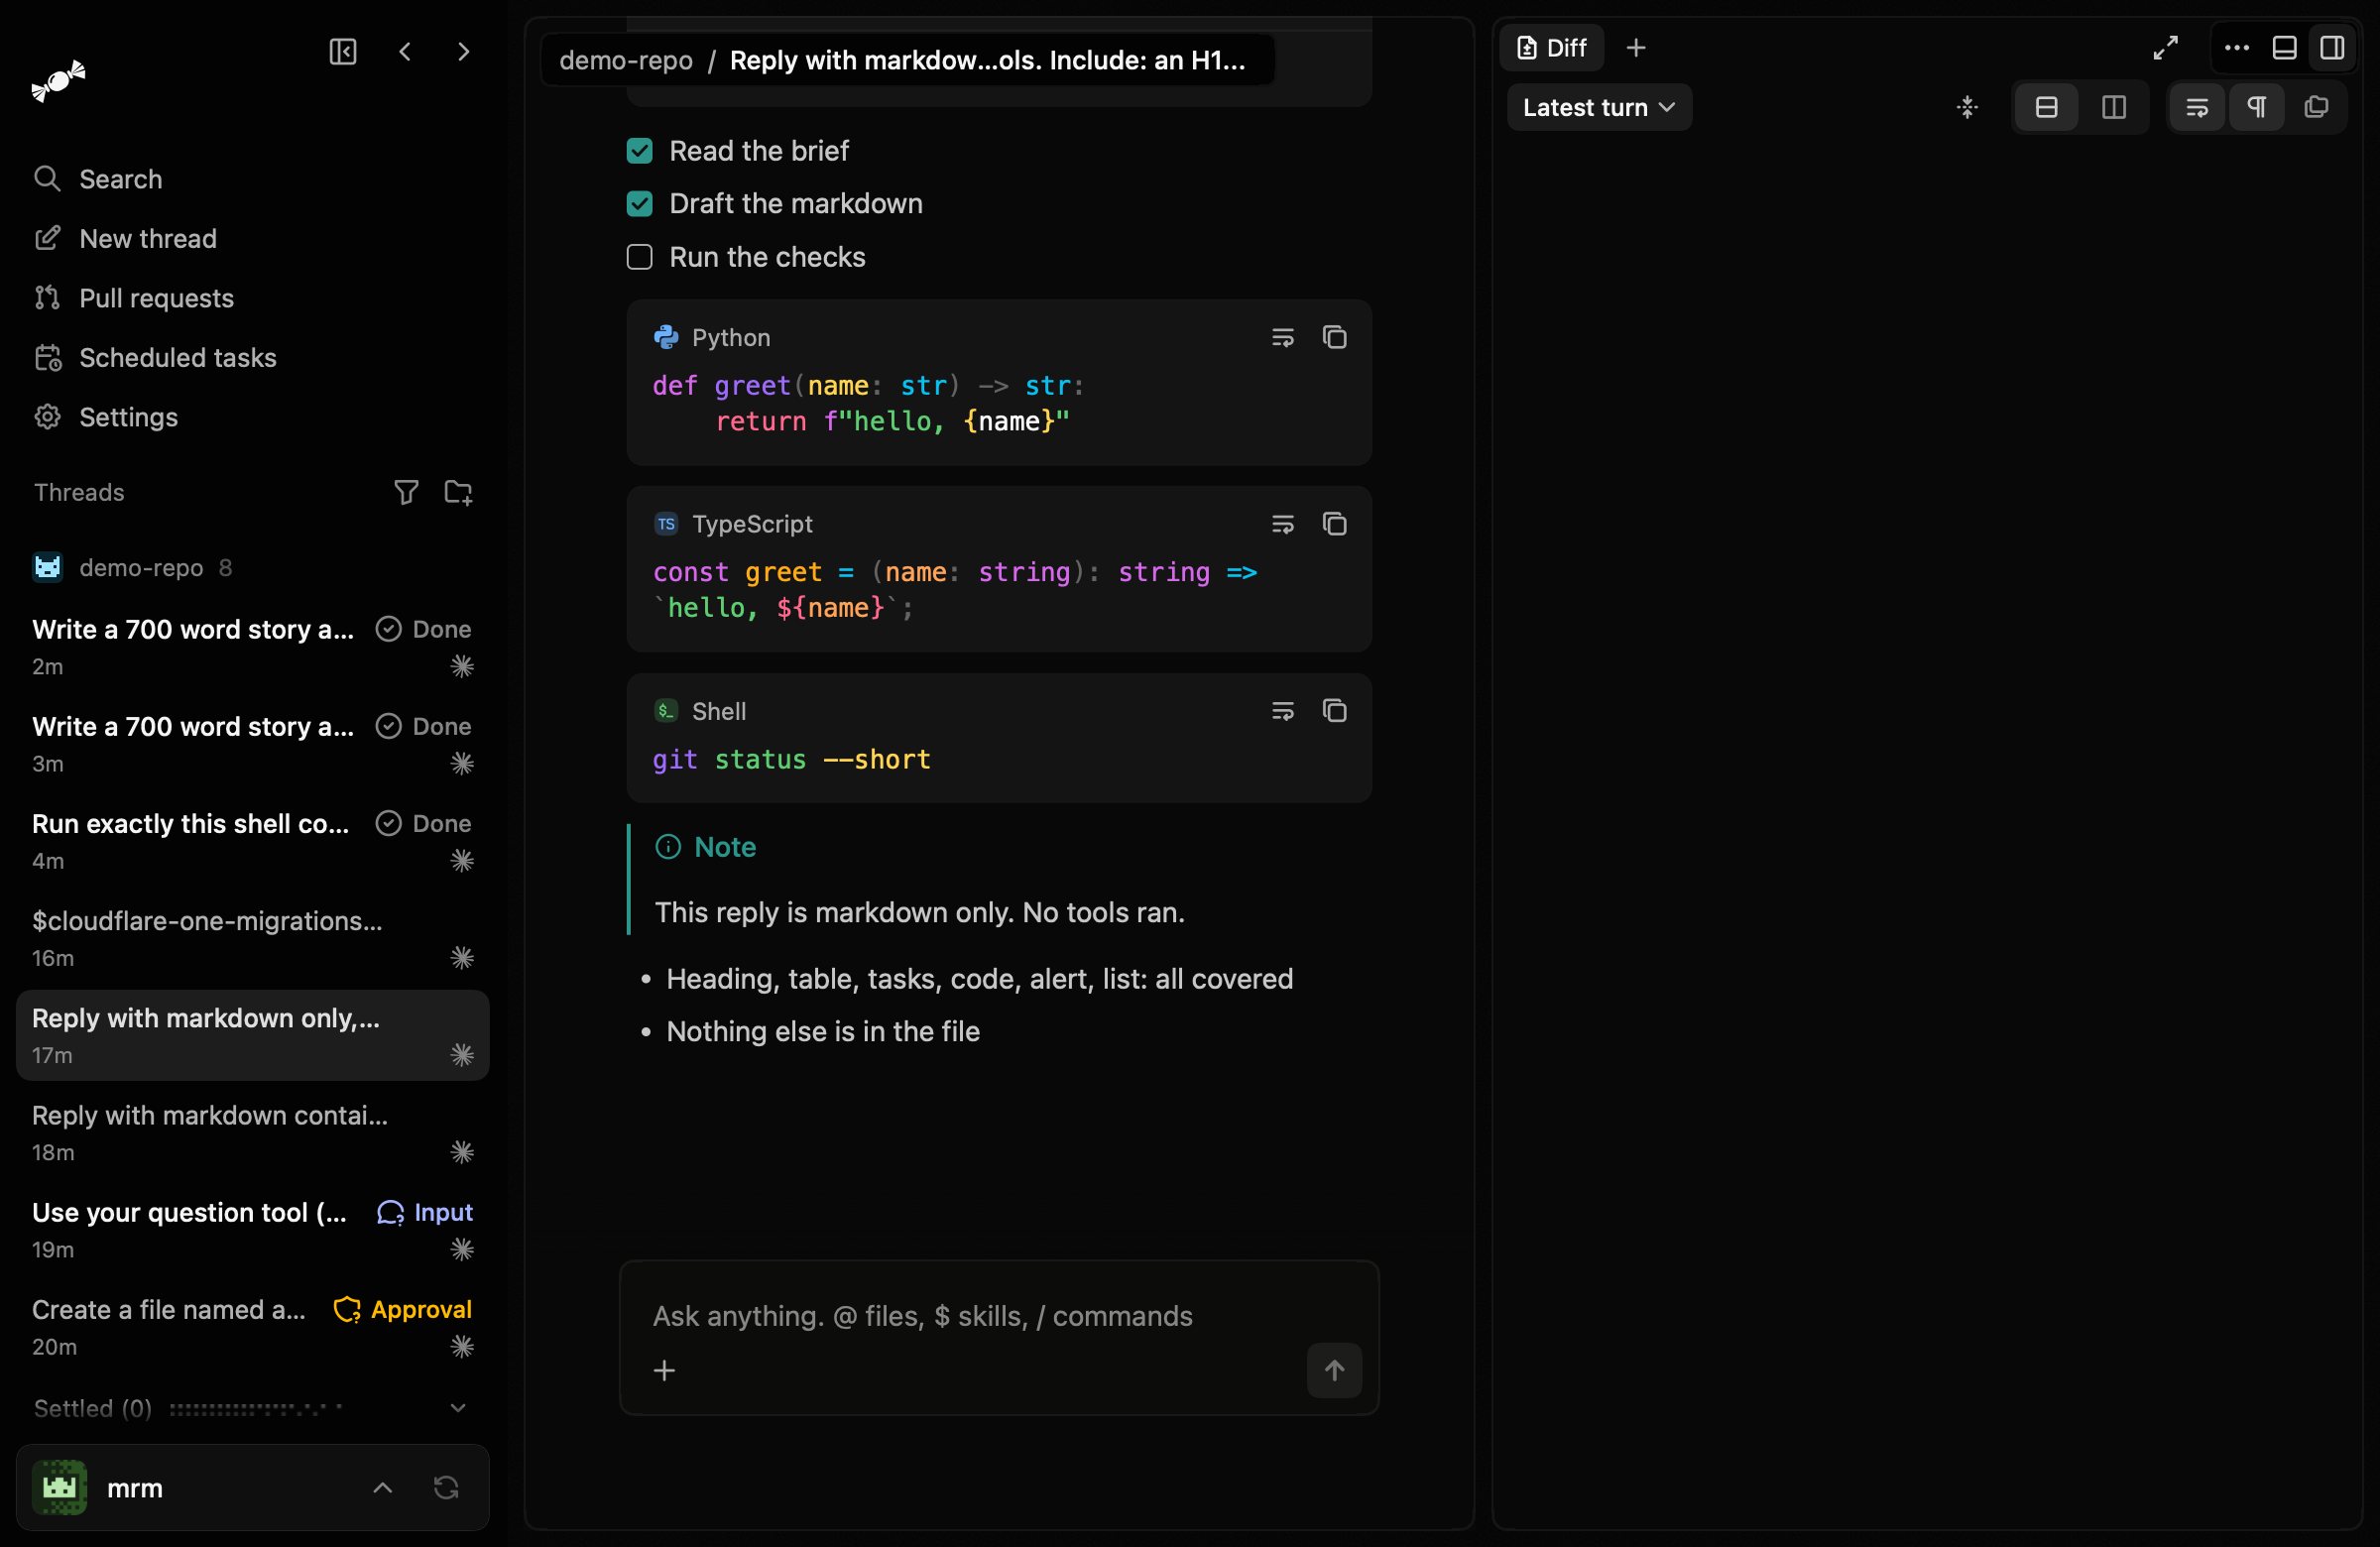 Search
New thread
Pull requests
Scheduled tasks
Settings
Threads
demo-repo 8
Write a 700 word story a... Done
2m
Write a 700 word story a... Done
3m
Run exactly this shell co... Done
4m
$cloudflare-one-migrations...
16m
Reply with markdown only,...
17m
Reply with markdown contai...
18m
Use your question tool (... Input
19m
Create a file named a... Approval
20m
Settled (0)
mrm
demo-repo / Reply with markdow...ols. Include: an H1...
Read the brief
Draft the markdown
Run the checks
Python
def greet(name: str) -> str:
    return f"hello, {name}"
TS TypeScript
const greet = (name: string): string =>
`hello, ${name}`;
$_ Shell
git status --short
Note
This reply is markdown only. No tools ran.
• Heading, table, tasks, code, alert, list: all covered
• Nothing else is in the file
Ask anything. @ files, $ skills, / commands
Diff
Latest turn